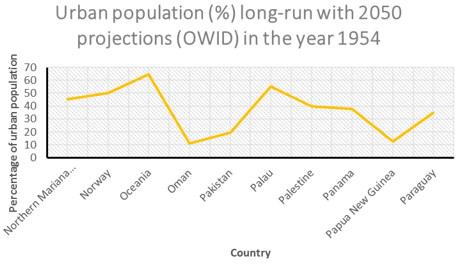 Urban population (%) long-run with 2050
projections (OWID) in the year 1954
Percentage of urban population
70
60
50
40
30
20
10
0
Northern Mariana...
Norway
Oceania
Oman
Pakistan
Palau
Palestine
Panama
Papua New Guinea
Paraguay
Country